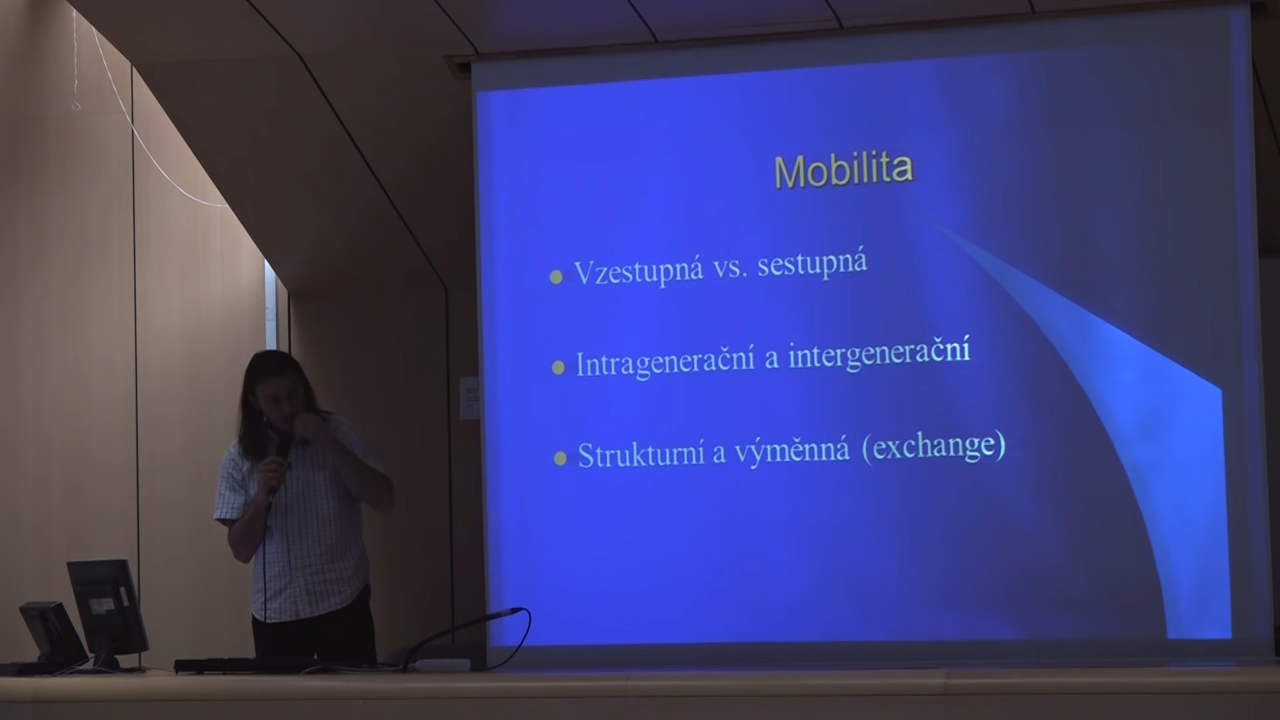 Mobilita
Vzestupná vs. sestupná
Intragenerační a intergenerační
Strukturní a výměnná (exchange)